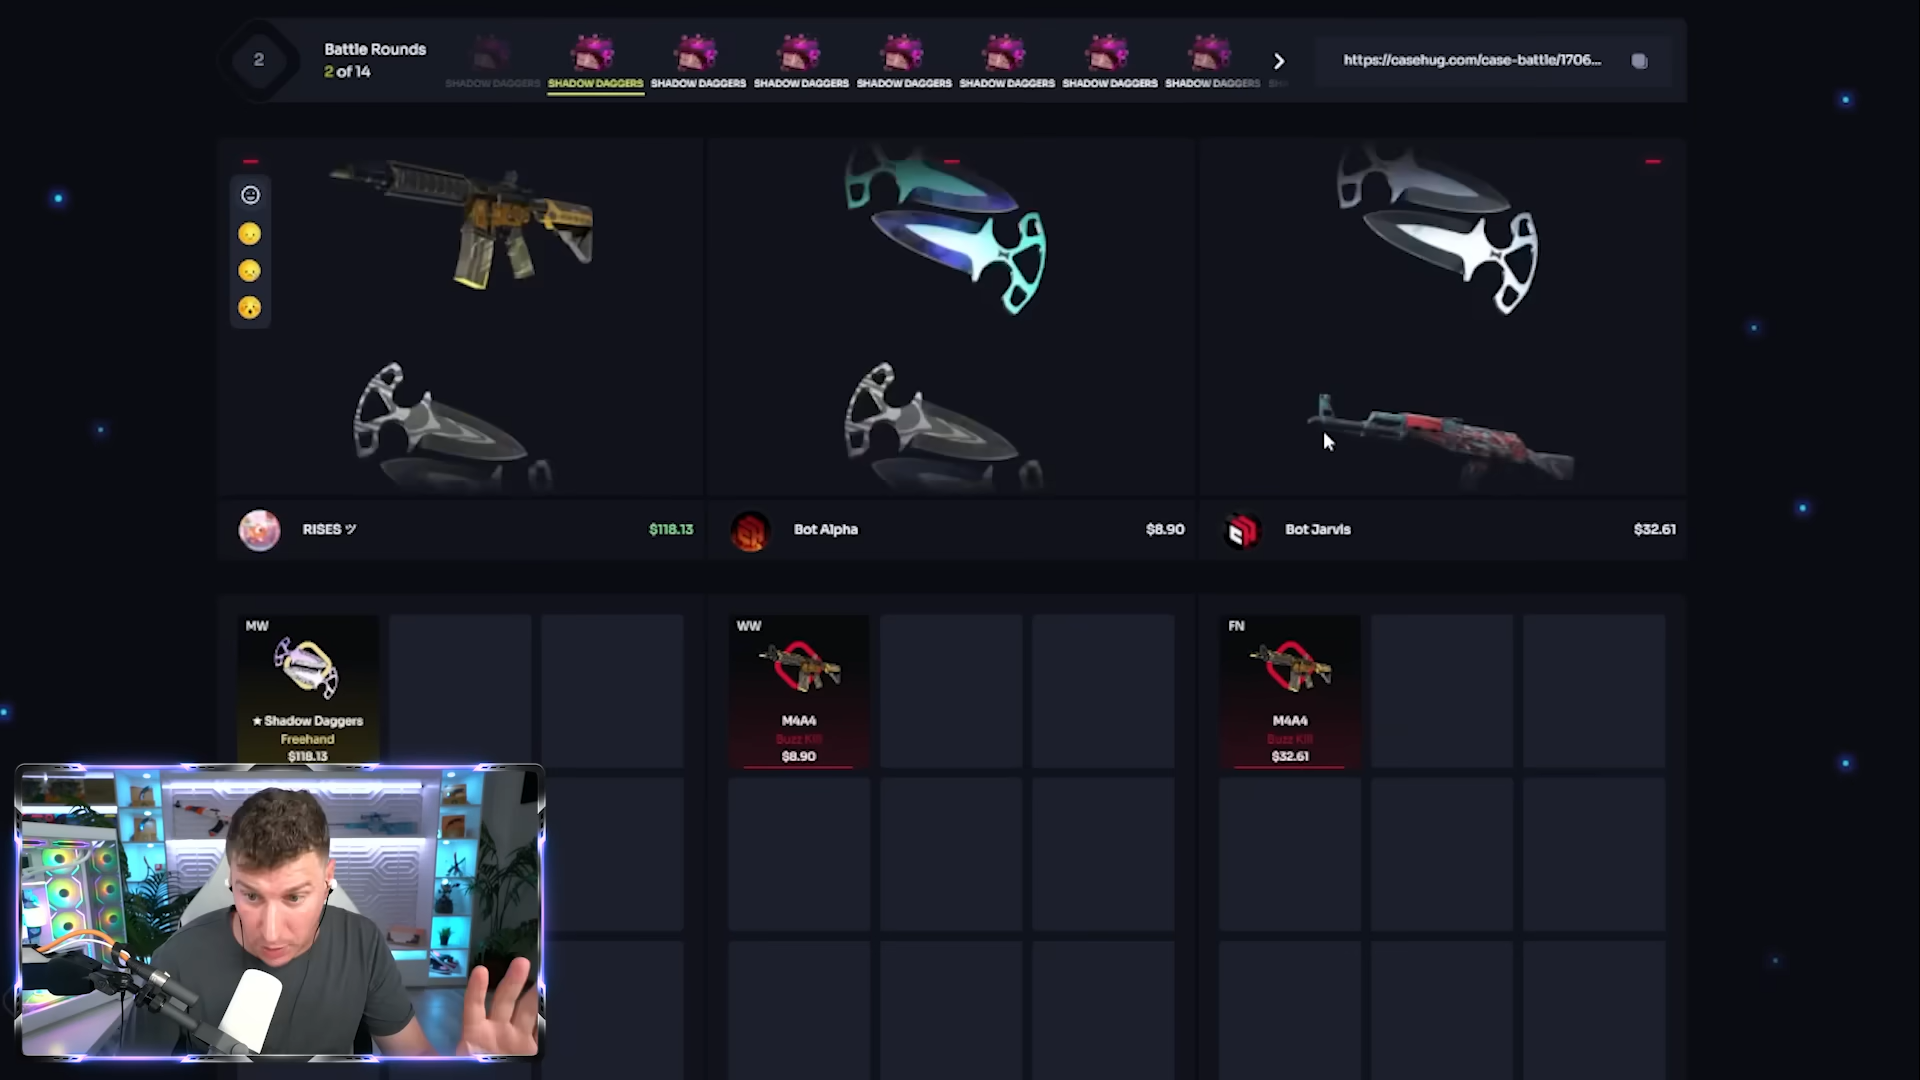 2
Battle Rounds
2 of 14
SHADOW DAGGERS
SHADOW DAGGERS
SHADOW DAGGERS
SHADOW DAGGERS
SHADOW DAGGERS
SHADOW DAGGERS
SHADOW DAGGERS
SHADOW DAGGERS
https://casehug.com/case-battle/1706...
RISES ツ
$118.13
Bot Alpha
$8.90
Bot Jarvis
$32.61
MW
★ Shadow Daggers
Freehand
$118.13
WW
M4A4
Buzz Kill
$8.90
FN
M4A4
Buzz Kill
$32.61